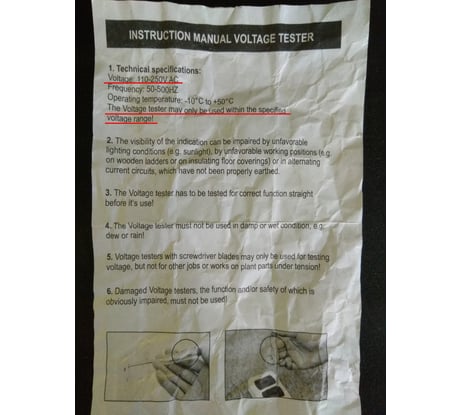 INSTRUCTION MANUAL VOLTAGE TESTER
1. Technical specifications:
Voltage: 110-250V AC
Frequency: 50-500HZ
Operating temperature: -10°C to +50°C
The Voltage tester may only be used within the specified
voltage range!
2. The visibility of the indication can be impaired by unfavorable
lighting conditions (e.g. sunlight), by unfavorable working positions (e.g.
on wooden ladders or on insulating floor coverings) or in alternating
current circuits, which have not been properly earthed.
3. The Voltage tester has to be tested for correct function straight
before it's use!
4. The Voltage tester must not be used in damp or wet condition, e.g.
dew or rain!
5. Voltage testers with screwdriver blades may only be used for testing
voltage, but not for other jobs or works on plant parts under tension!
6. Damaged Voltage testers, the function and/or safety of which is
obviously impaired, must not be used!